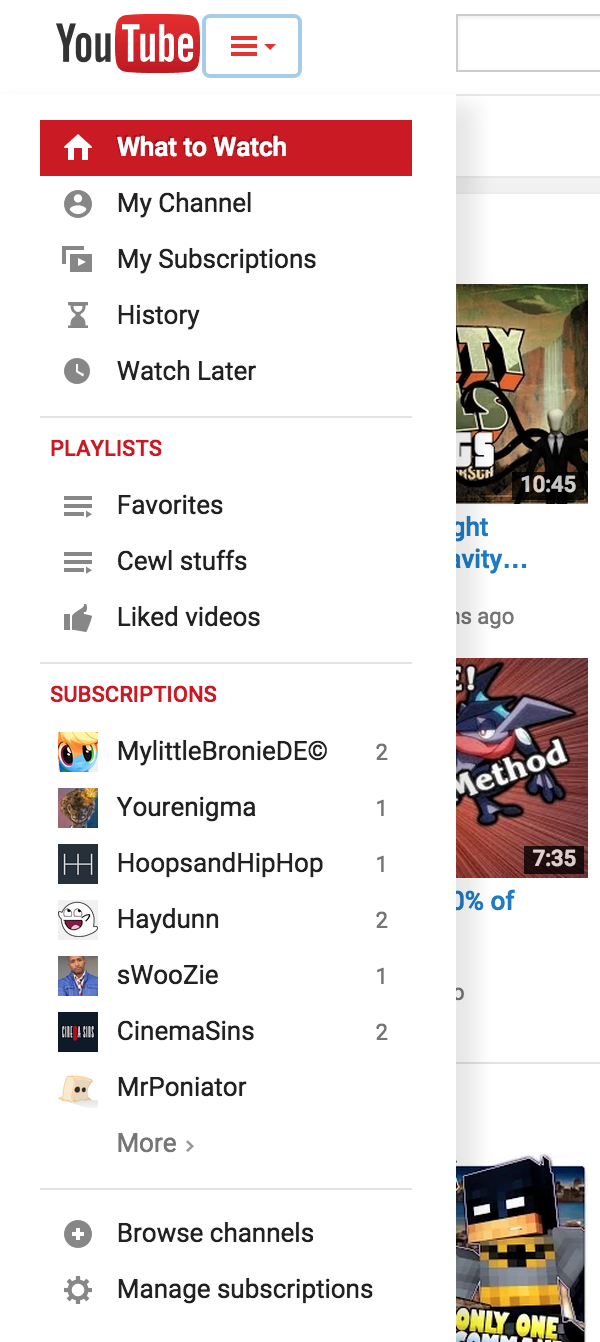 YouTube
What to Watch
My Channel
My Subscriptions
History
Watch Later
PLAYLISTS
Favorites
Cewl stuffs
Liked videos
SUBSCRIPTIONS
MylittleBronieDE© 2
Yourenigma 1
HoopsandHipHop 1
Haydunn 2
sWooZie 1
CinemaSins 2
CINEMA SINS
MrPoniator
More ›
Browse channels
Manage subscriptions
10:45
ght
avity...
ago
E!
Method
7:35
0% of
ONLY ONE